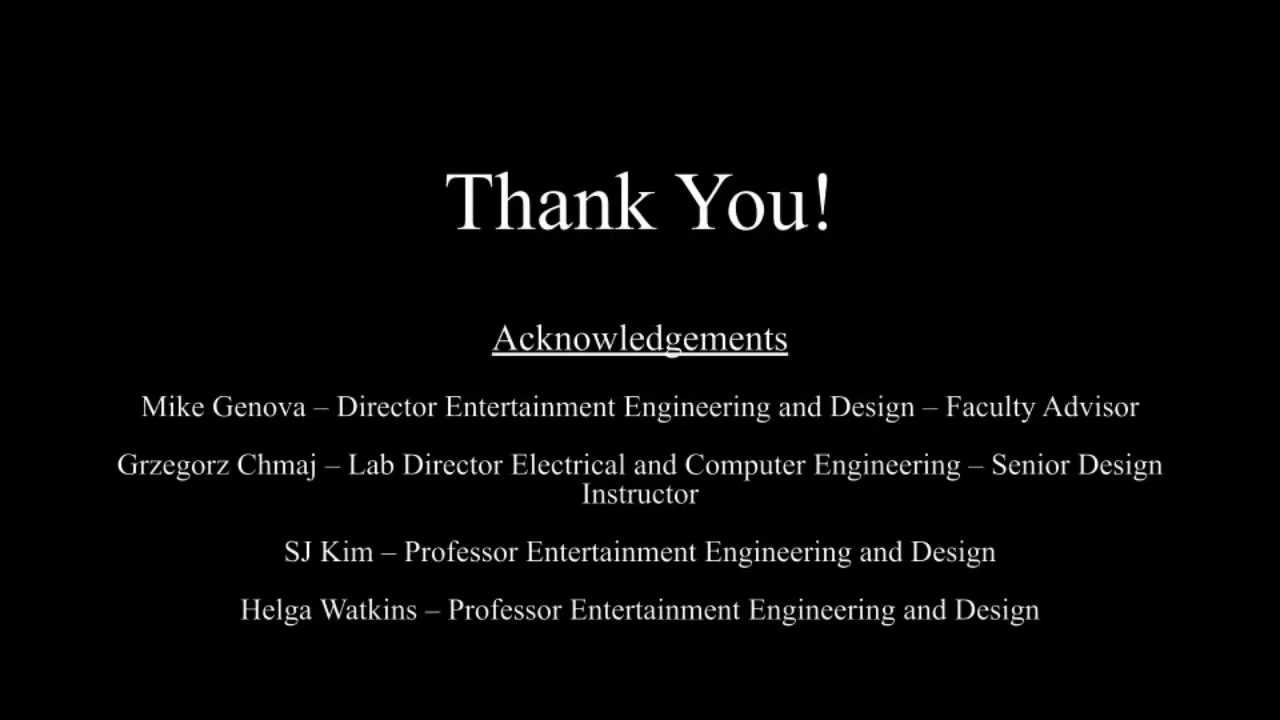 Thank You!
Acknowledgements
Mike Genova – Director Entertainment Engineering and Design – Faculty Advisor
Grzegorz Chmaj – Lab Director Electrical and Computer Engineering – Senior Design
Instructor
SJ Kim – Professor Entertainment Engineering and Design
Helga Watkins – Professor Entertainment Engineering and Design